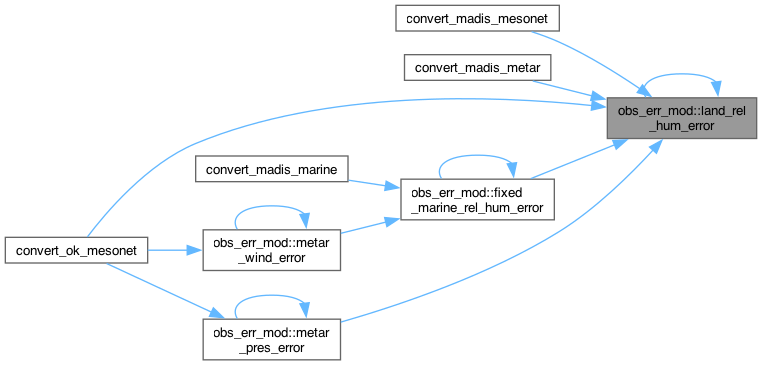 convert_madis_mesonet
convert_madis_metar
obs_err_mod::land_rel
_hum_error
convert_madis_marine
obs_err_mod::fixed
_marine_rel_hum_error
convert_ok_mesonet
obs_err_mod::metar
_wind_error
obs_err_mod::metar
_pres_error